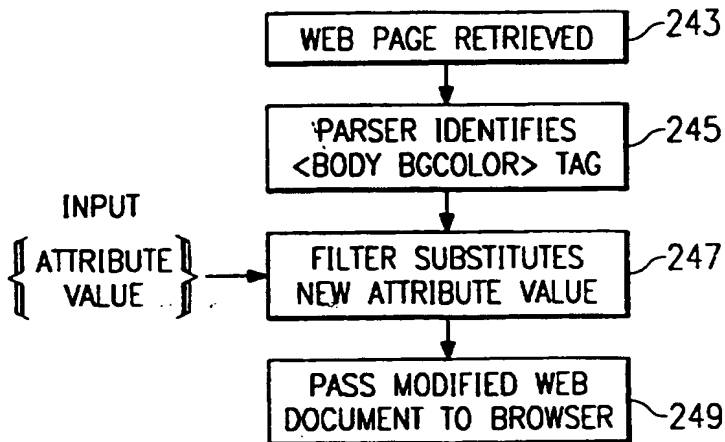 WEB PAGE RETRIEVED
243
PARSER IDENTIFIES
<BODY BGCOLOR> TAG
245
INPUT
ATTRIBUTE
VALUE
FILTER SUBSTITUTES
NEW ATTRIBUTE VALUE
247
PASS MODIFIED WEB
DOCUMENT TO BROWSER
249